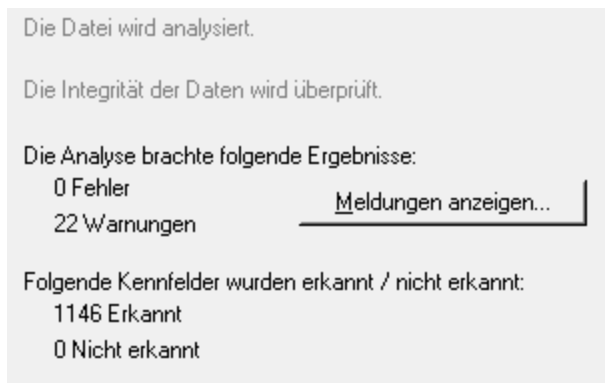 Die Datei wird analysiert.
Die Integrität der Daten wird überprüft.
Die Analyse brachte folgende Ergebnisse:
0 Fehler
Meldungen anzeigen...
22 Warnungen
Folgende Kennfelder wurden erkannt / nicht erkannt:
1146 Erkannt
0 Nicht erkannt